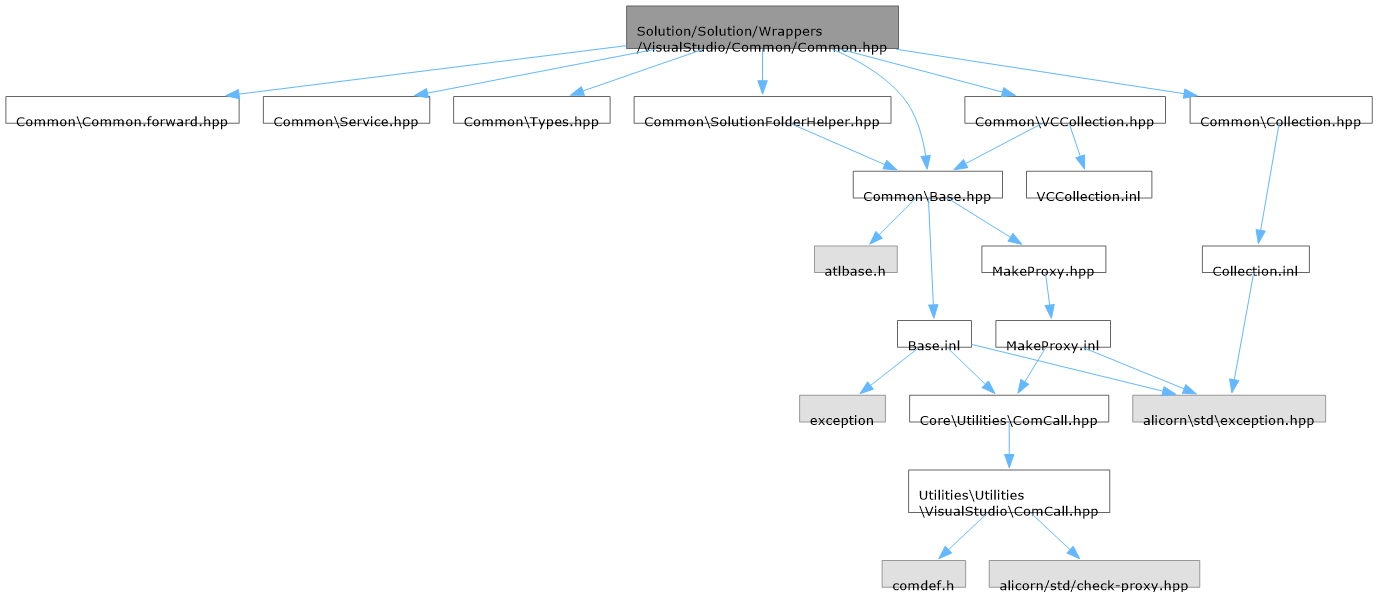 Solution/Solution/Wrappers
/VisualStudio/Common/Common.hpp
Common\Common.forward.hpp
Common\Service.hpp
Common\Types.hpp
Common\SolutionFolderHelper.hpp
Common\VCCollection.hpp
Common\Collection.hpp
Common\Base.hpp
VCCollection.inl
atlbase.h
MakeProxy.hpp
Collection.inl
Base.inl
MakeProxy.inl
exception
Core\Utilities\ComCall.hpp
alicorn\std\exception.hpp
Utilities\Utilities
\VisualStudio\ComCall.hpp
comdef.h
alicorn/std/check-proxy.hpp